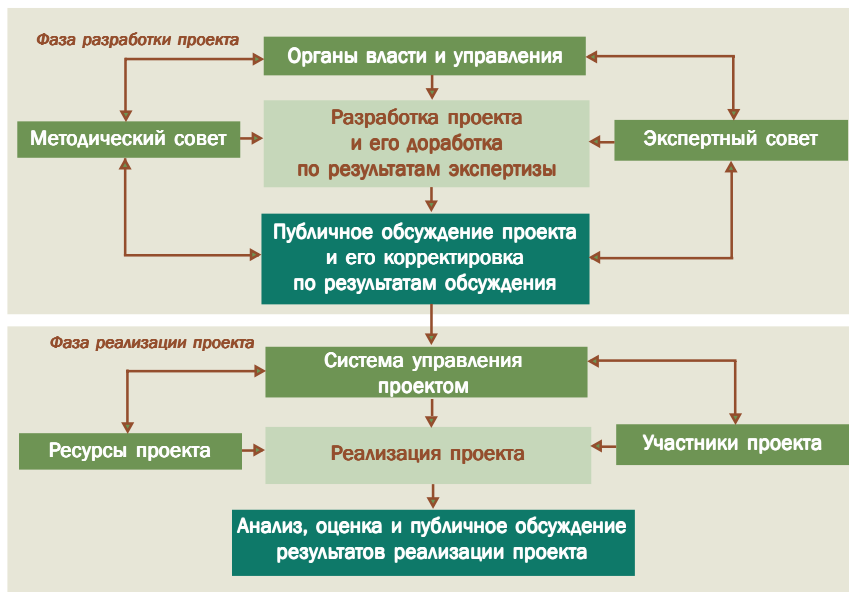 Фаза разработки проекта
Органы власти и управления
Методический совет
Разработка проекта
и его доработка
по результатам экспертизы
Экспертный совет
Публичное обсуждение проекта
и его корректировка
по результатам обсуждения
Фаза реализации проекта
Система управления
проектом
Ресурсы проекта
Реализация проекта
Участники проекта
Анализ, оценка и публичное обсуждение
результатов реализации проекта